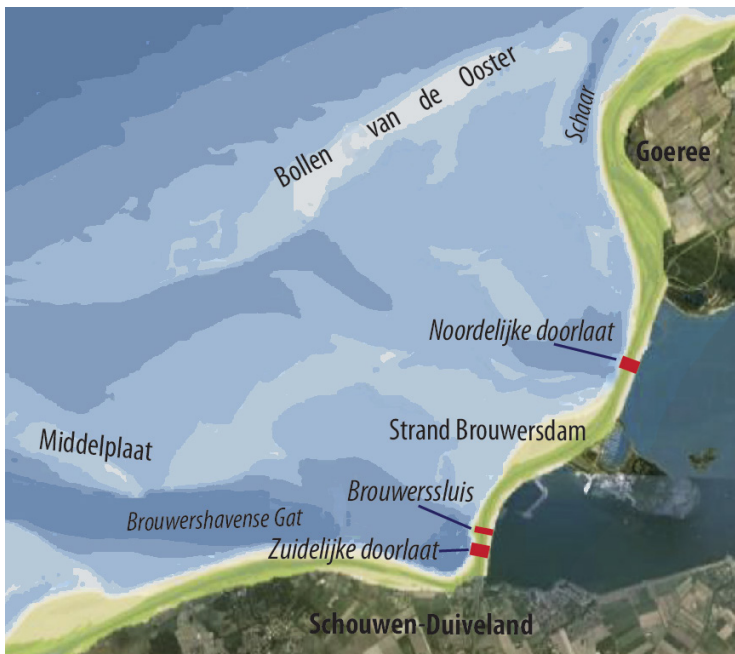 Bollen van de Ooster
Schaar
Goeree
Noordelijke doorlaat
Strand Brouwersdam
Middelplaat
Brouwerssluis
Brouwershavense Gat
Zuidelijke doorlaat
Schouwen-Duiveland